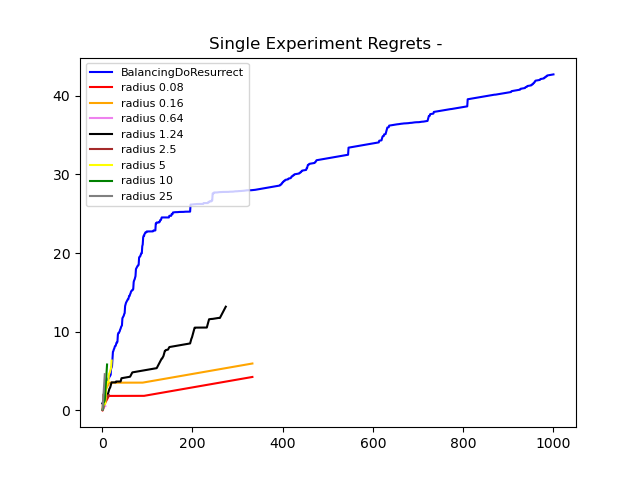 Single Experiment Regrets -
BalancingDoResurrect
radius 0.08
radius 0.16
radius 0.64
radius 1.24
radius 2.5
radius 5
radius 10
radius 25
40
30
20
10
0
0 200 400 600 800 1000